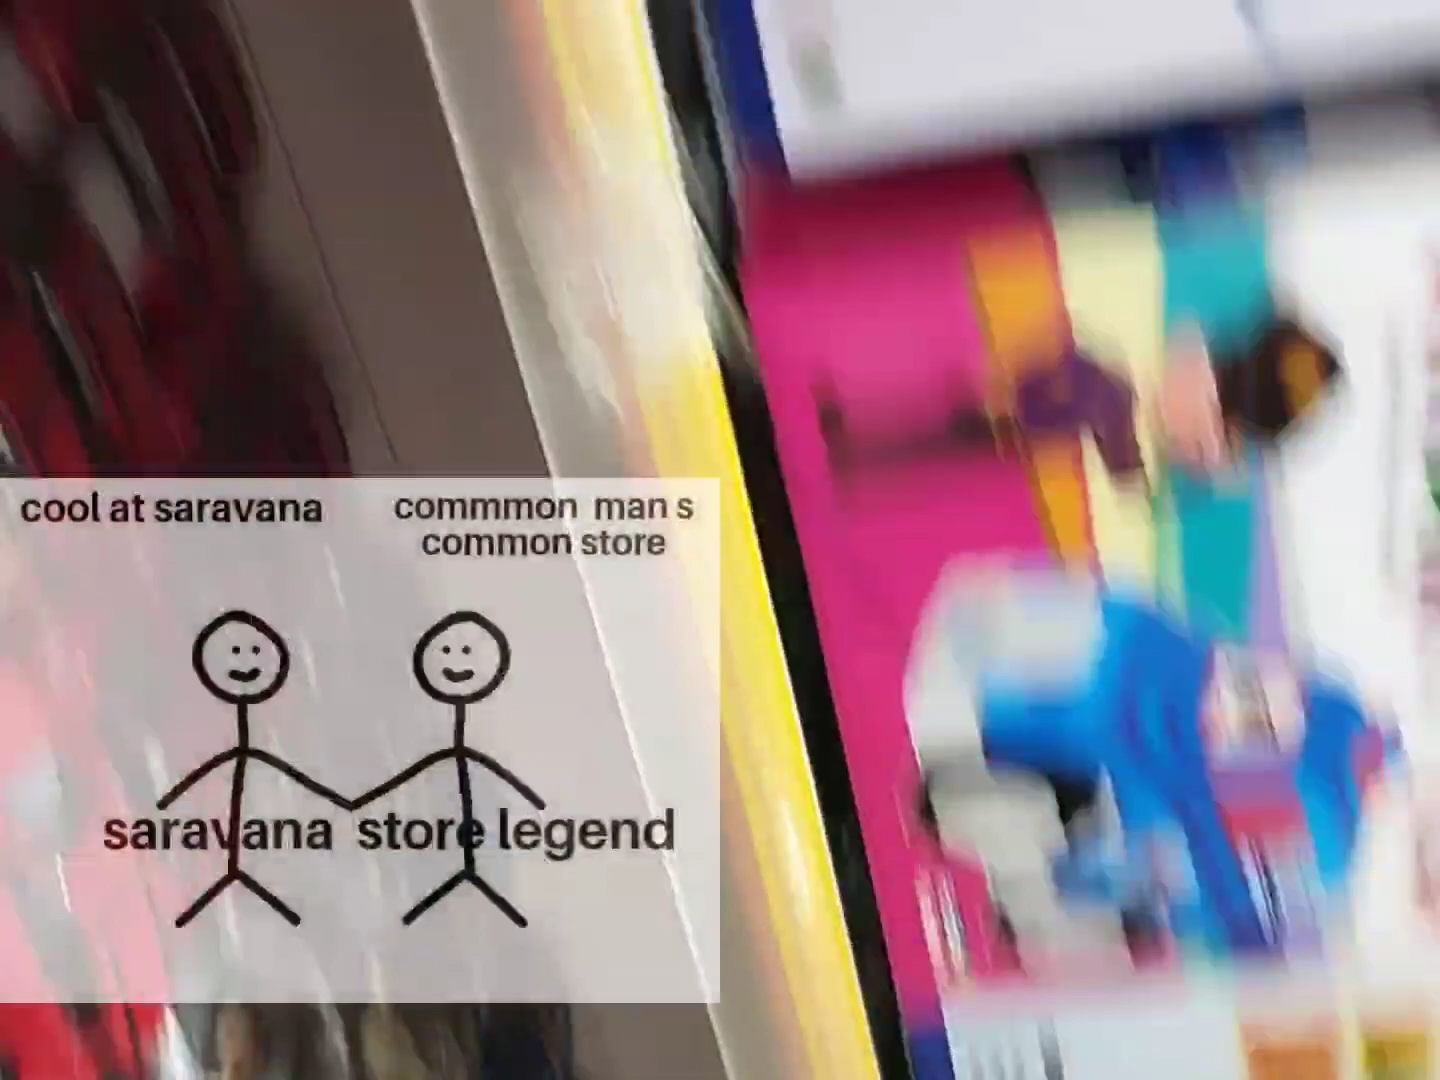 cool at saravana
commmon man s
common store
saravana store legend